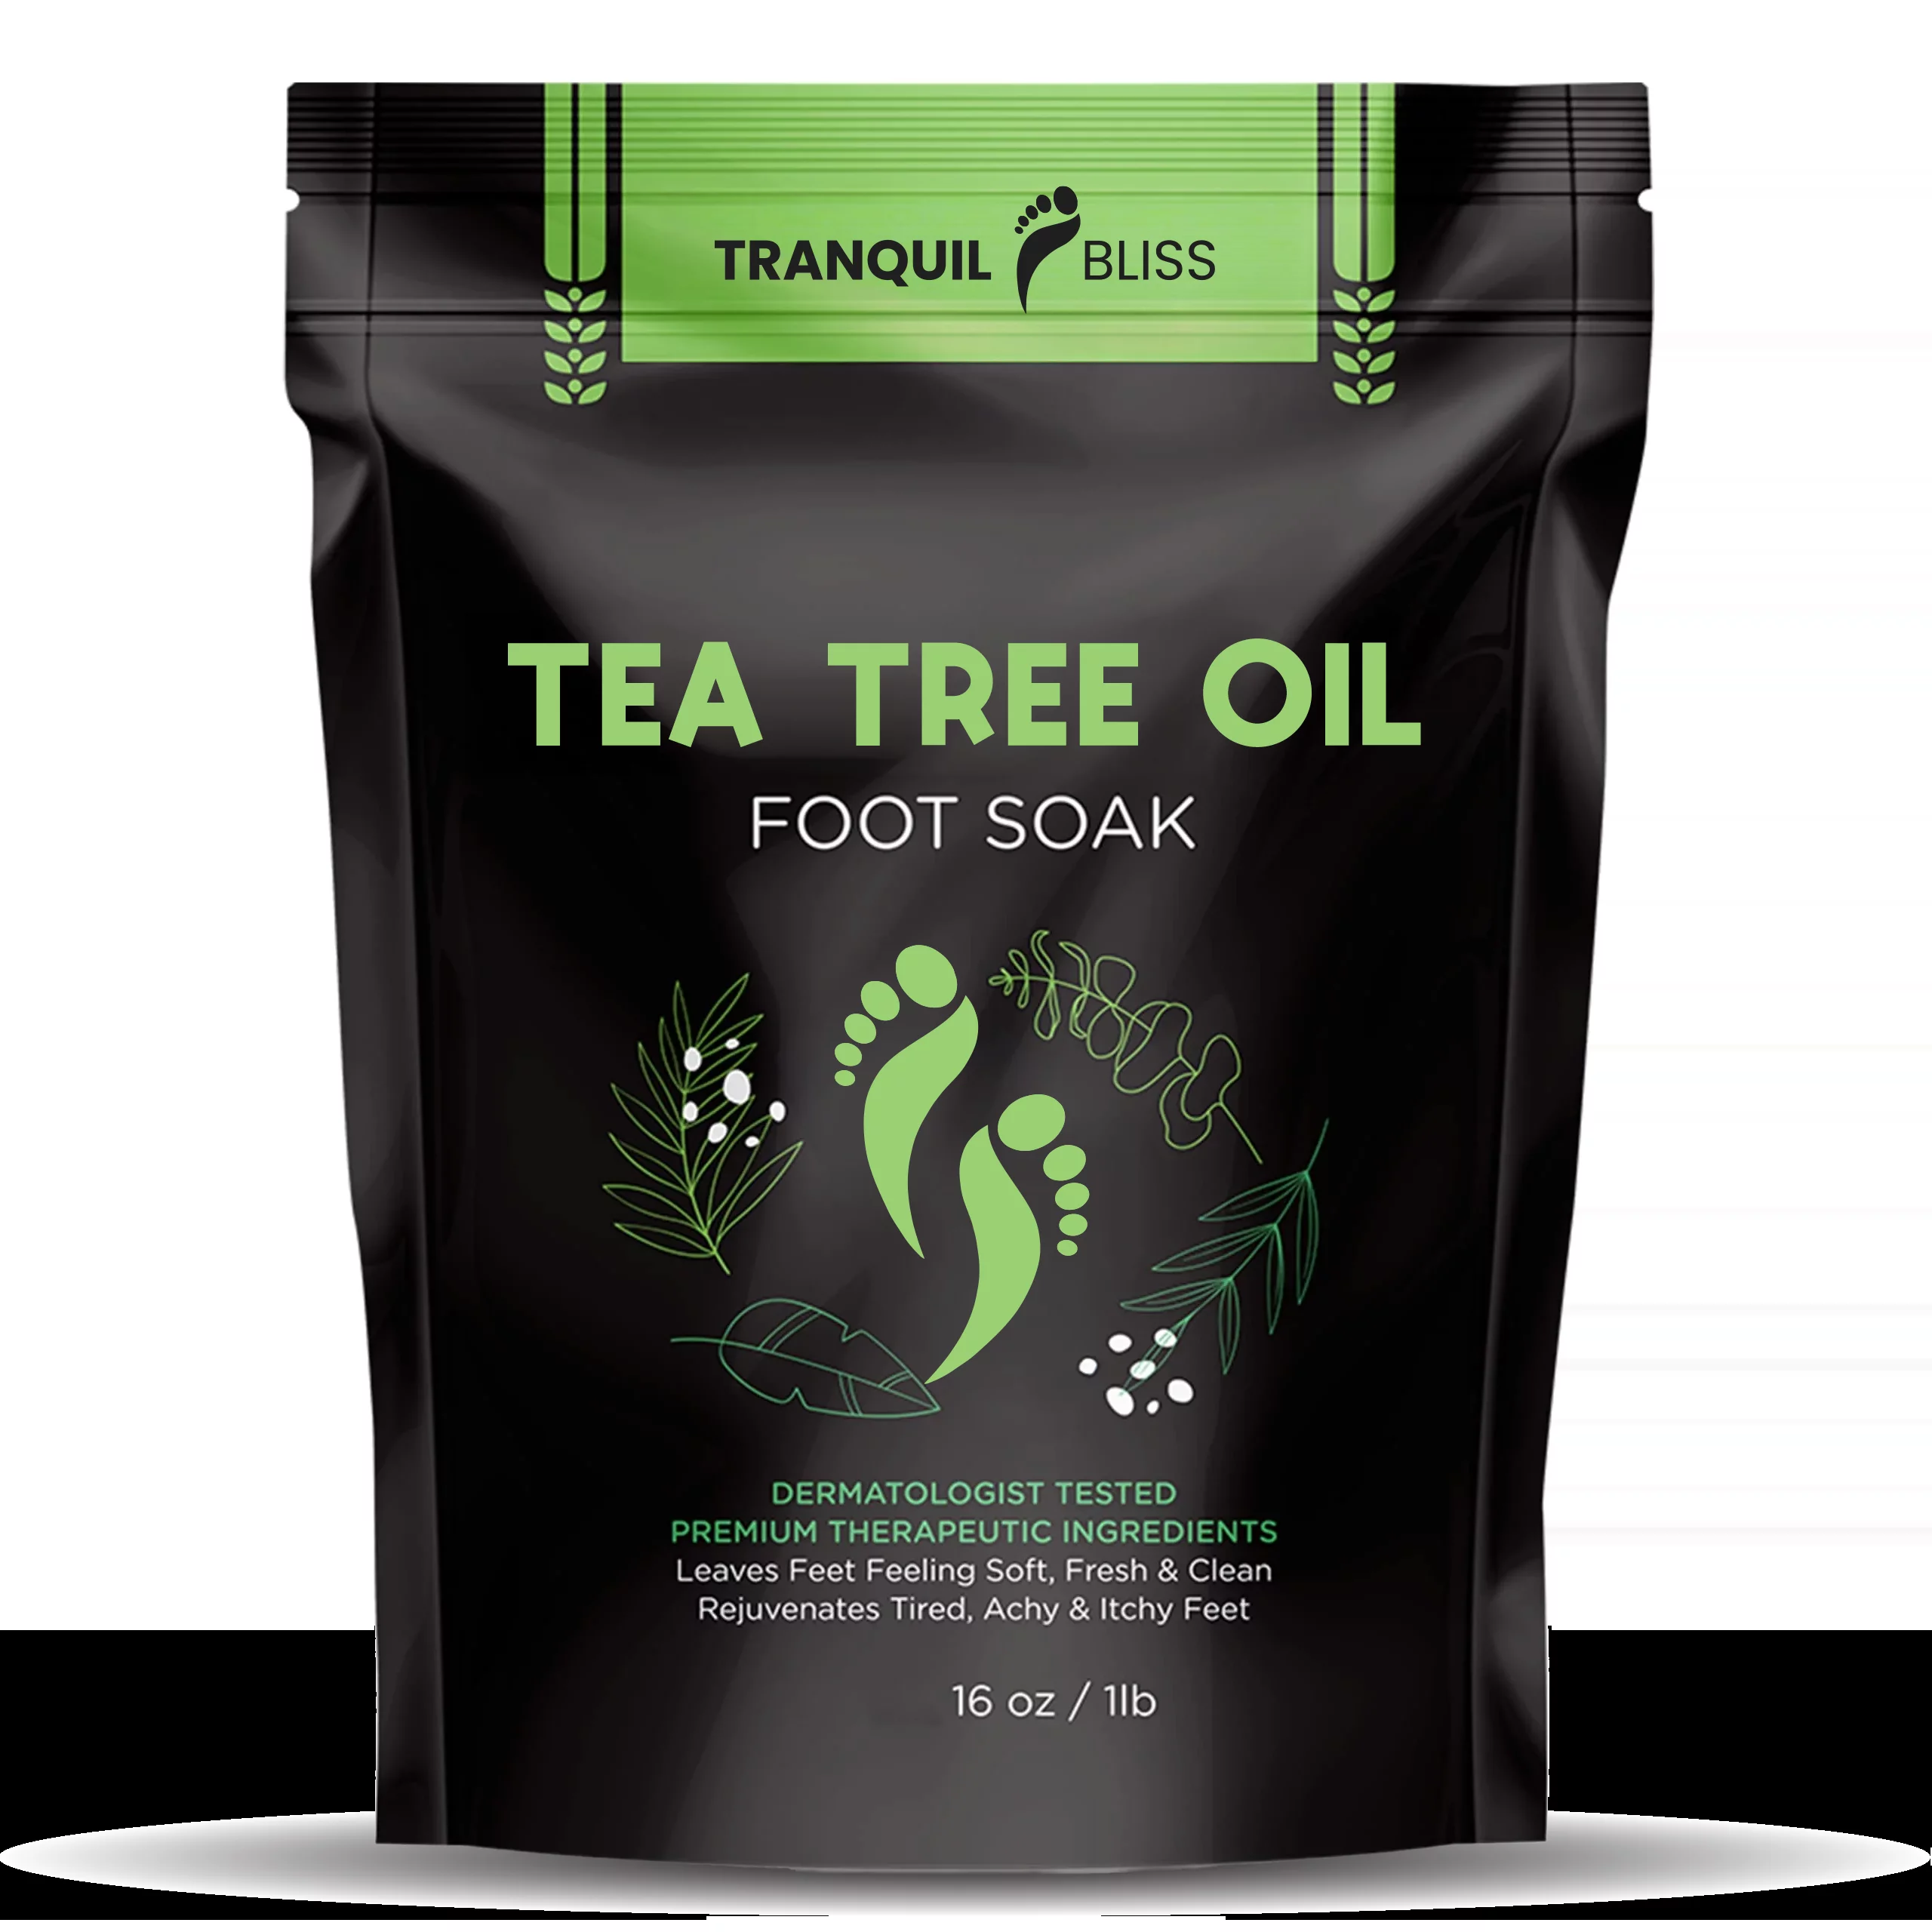 TRANQUIL BLISS
TEA TREE OIL
FOOT SOAK
DERMATOLOGIST TESTED
PREMIUM THERAPEUTIC INGREDIENTS
Leaves Feet Feeling Soft, Fresh & Clean
Rejuvenates Tired, Achy & Itchy Feet
16 oz / 1lb